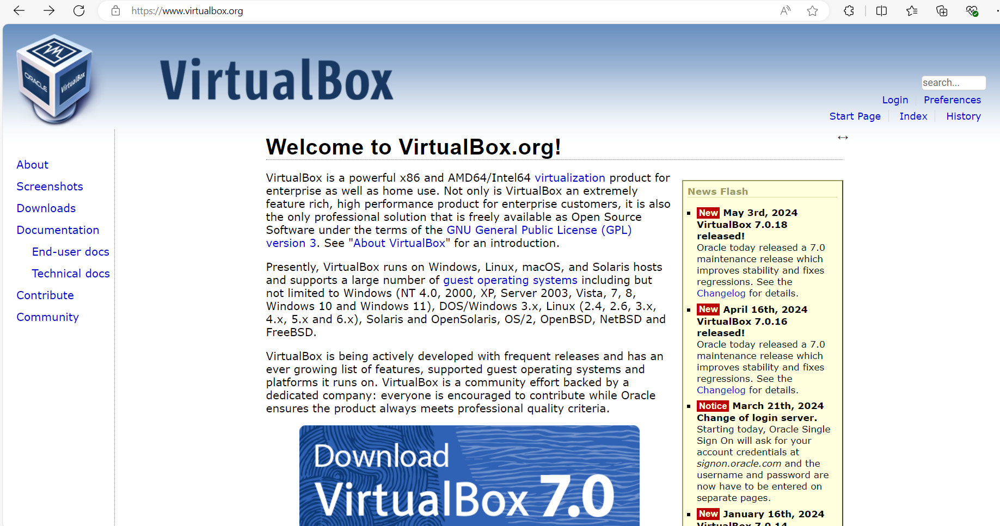 https://www.virtualbox.org
ORACLE
VirtualBox
VirtualBox
search...
Login
Preferences
Start Page
Index
History
About
Screenshots
Downloads
Documentation
End-user docs
Technical docs
Contribute
Community
Welcome to VirtualBox.org!
VirtualBox is a powerful x86 and AMD64/Intel64 virtualization product for
enterprise as well as home use. Not only is VirtualBox an extremely
feature rich, high performance product for enterprise customers, it is also
the only professional solution that is freely available as Open Source
Software under the terms of the GNU General Public License (GPL)
version 3. See "About VirtualBox" for an introduction.
Presently, VirtualBox runs on Windows, Linux, macOS, and Solaris hosts
and supports a large number of guest operating systems including but
not limited to Windows (NT 4.0, 2000, XP, Server 2003, Vista, 7, 8,
Windows 10 and Windows 11), DOS/Windows 3.x, Linux (2.4, 2.6, 3.x,
4.x, 5.x and 6.x), Solaris and OpenSolaris, OS/2, OpenBSD, NetBSD and
FreeBSD.
VirtualBox is being actively developed with frequent releases and has an
ever growing list of features, supported guest operating systems and
platforms it runs on. VirtualBox is a community effort backed by a
dedicated company: everyone is encouraged to contribute while Oracle
ensures the product always meets professional quality criteria.
Download
VirtualBox 7.0
News Flash
New May 3rd, 2024
VirtualBox 7.0.18
released!
Oracle today released a 7.0
maintenance release which
improves stability and fixes
regressions. See the
Changelog for details.
New April 16th, 2024
VirtualBox 7.0.16
released!
Oracle today released a 7.0
maintenance release which
improves stability and fixes
regressions. See the
Changelog for details.
Notice March 21th, 2024
Change of login server.
Starting today, Oracle Single
Sign On will ask for your
account credentials at
signon.oracle.com and the
username and password are
now have to be entered on
separate pages.
New January 16th, 2024
VirtualBox 7.0.14